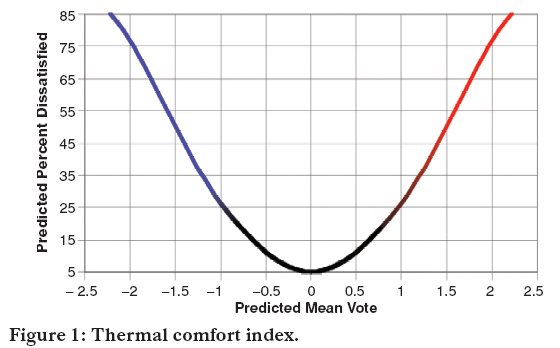 85
75
65
55
45
35
25
15
5
Predicted Percent Dissatisfied
– 2.5 –2 –1.5 –1 –0.5 0 0.5 1 1.5 2 2.5
Predicted Mean Vote
Figure 1: Thermal comfort index.